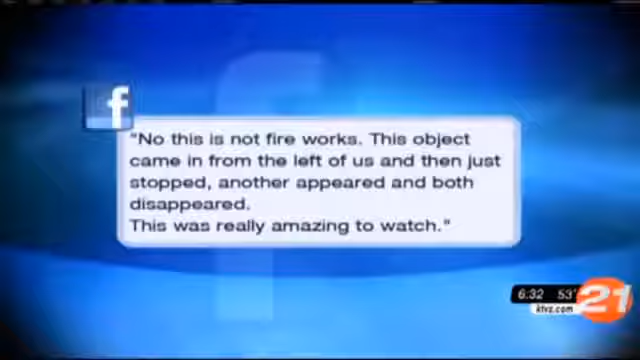 f
"No this is not fire works. This object
came in from the left of us and then just
stopped, another appeared and both
disappeared.
This was really amazing to watch."
6:32 53°
21
ktvz.com